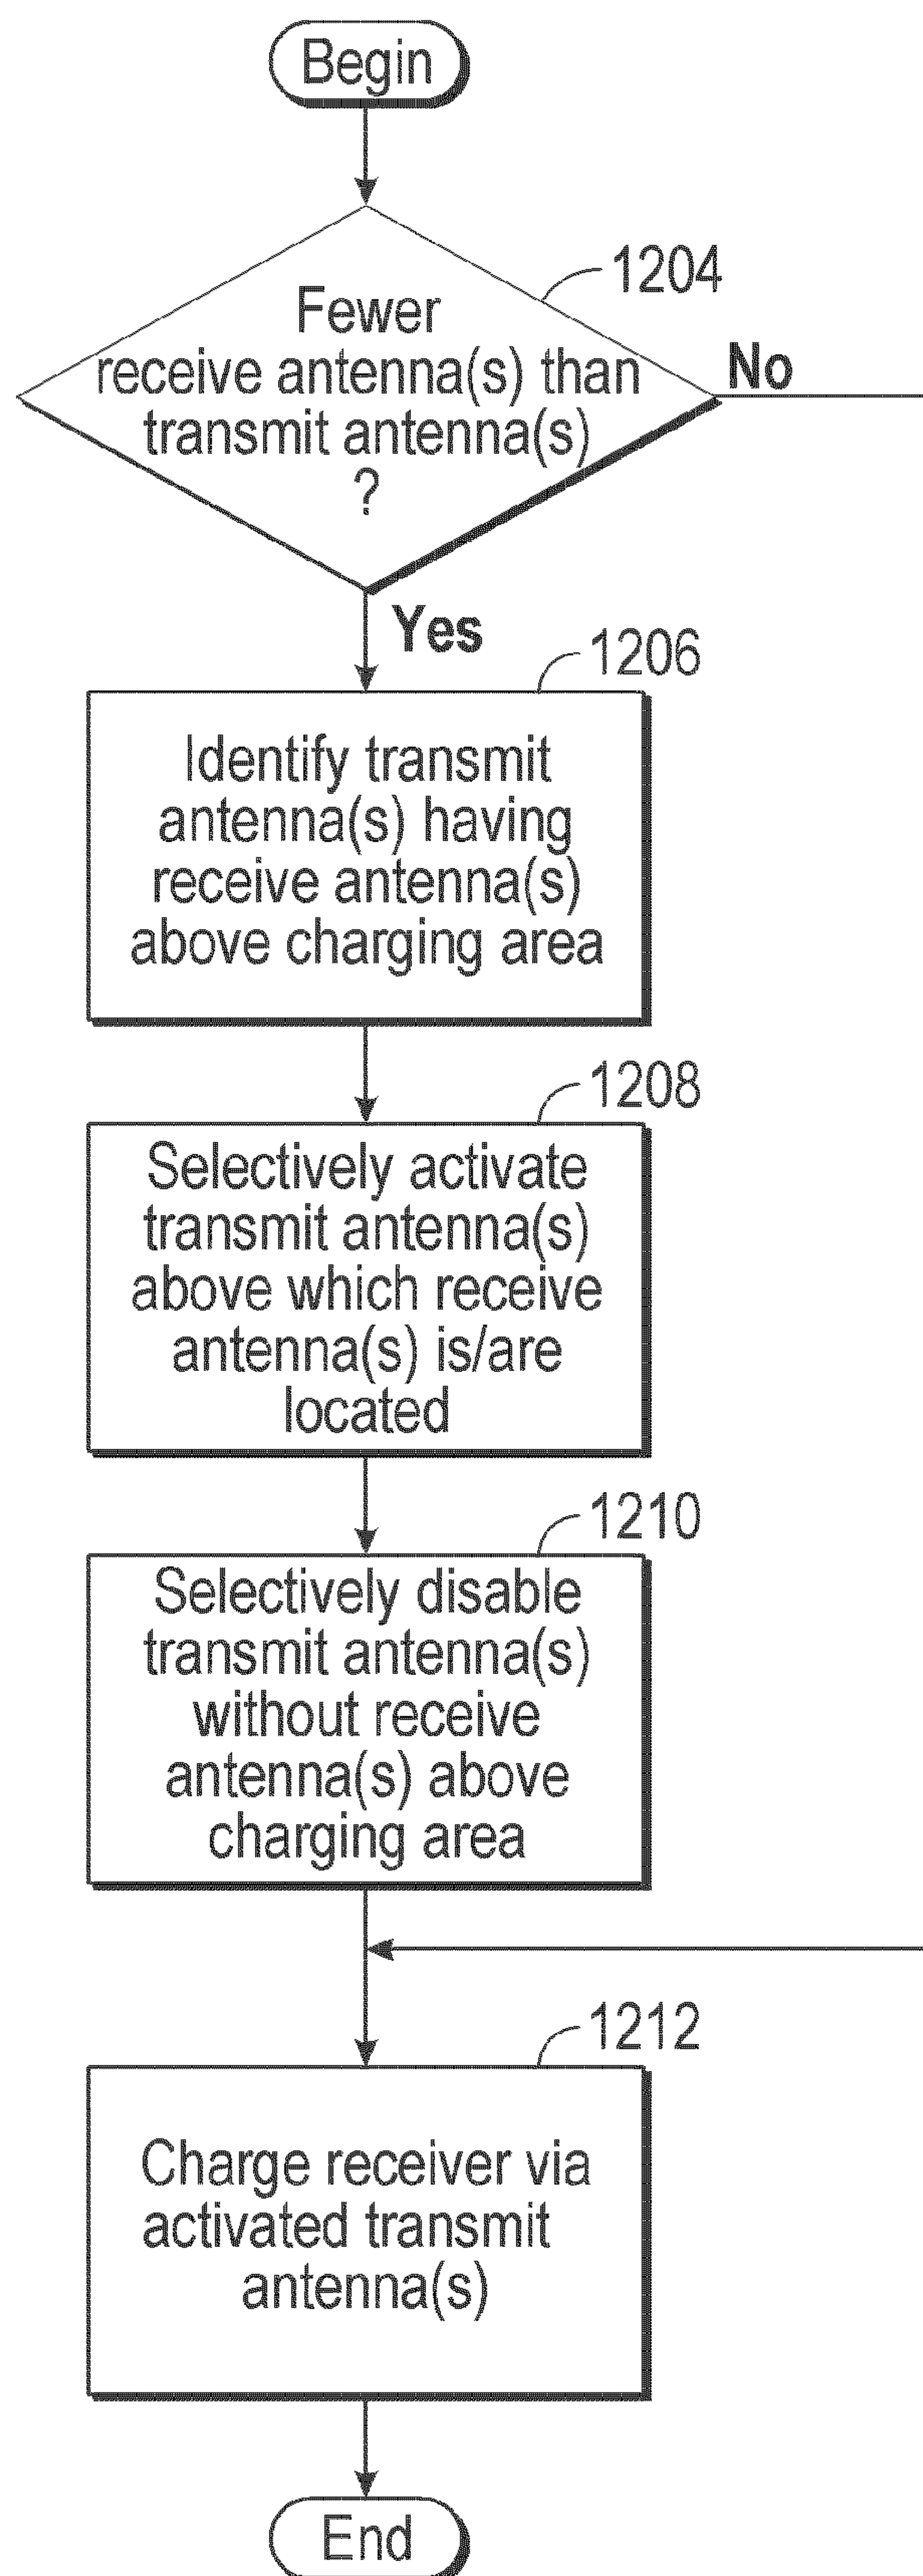 Begin
1204
Fewer
receive antenna(s) than
transmit antenna(s)
?
No
Yes
1206
Identify transmit
antenna(s) having
receive antenna(s)
above charging area
1208
Selectively activate
transmit antenna(s)
above which receive
antenna(s) is/are
located
1210
Selectively disable
transmit antenna(s)
without receive
antenna(s) above
charging area
1212
Charge receiver via
activated transmit
antenna(s)
End